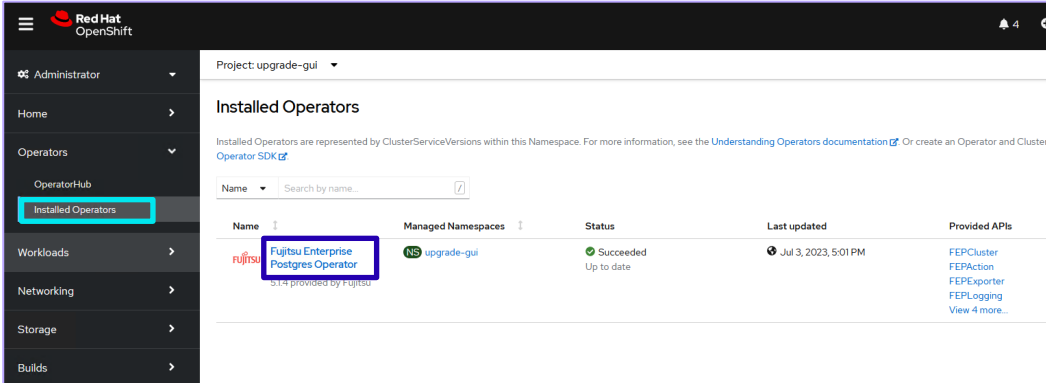 Red Hat
OpenShift
4
Administrator
Project: upgrade-gui
Home
Installed Operators
Operators
Installed Operators are represented by ClusterServiceVersions within this Namespace. For more information, see the Understanding Operators documentation. Or create an Operator and Cluster
Operator SDK.
OperatorHub
Name Search by name... /
Installed Operators
Name Managed Namespaces Status Last updated Provided APIs
Workloads
FUJITSU Fujitsu Enterprise Postgres Operator
5.1.4 provided by Fujitsu
NS upgrade-gui
Succeeded
Up to date
Jul 3, 2023, 5:01 PM
FEPCluster
FEPAction
FEPExporter
FEPLogging
View 4 more...
Networking
Storage
Builds